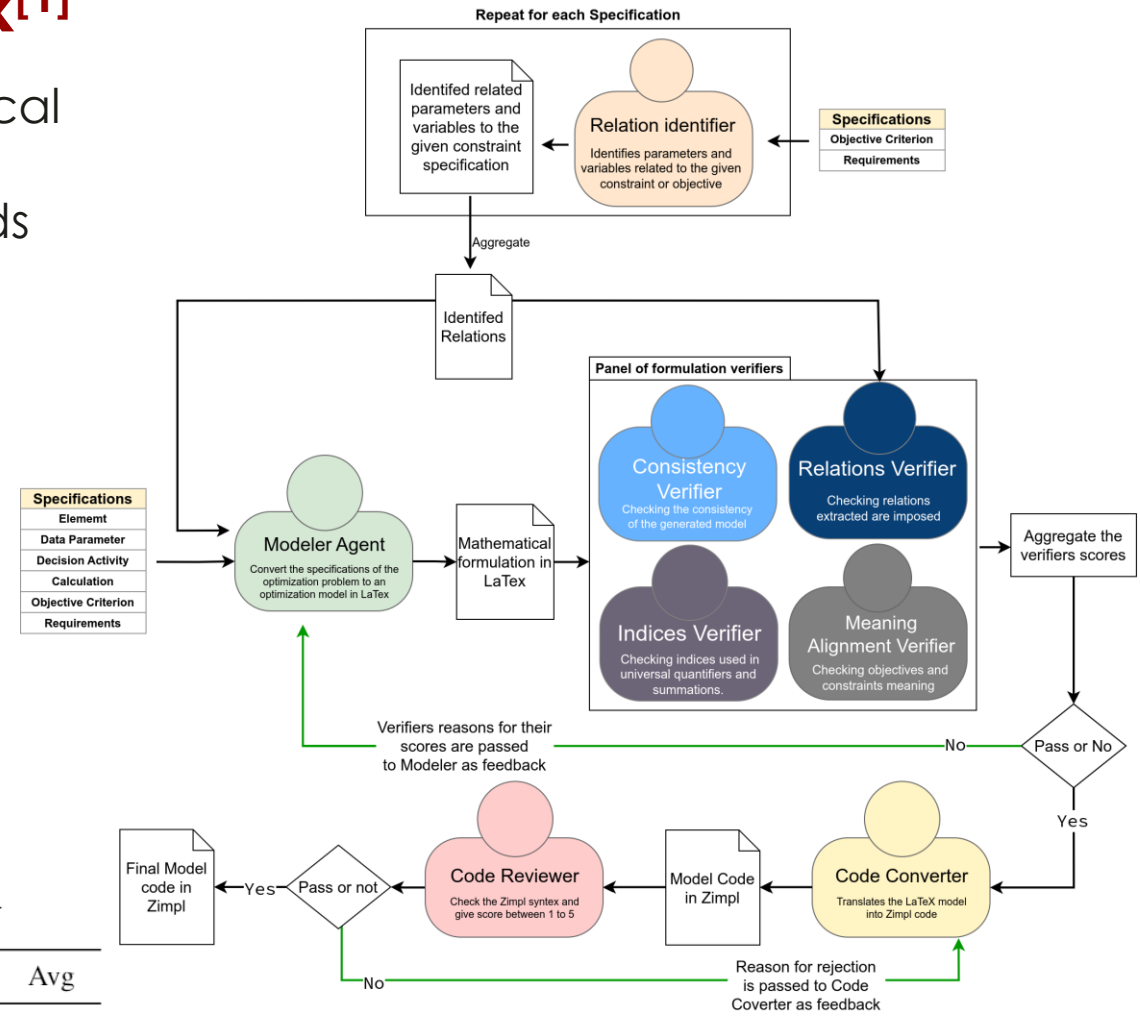 [1]
Repeat for each Specification
cal
ds
Identifed related
parameters and
variables to the
given constraint
specification
Relation identifier
Identifies parameters and
variables related to the given
constraint or objective
Specifications
Objective Criterion
Requirements
Aggregate
Identifed
Relations
Panel of formulation verifiers
Consistency
Verifier
Checking the consistency
of the generated model
Relations Verifier
Checking relations
extracted are imposed
Specifications
Elememt
Data Parameter
Decision Activity
Calculation
Objective Criterion
Requirements
Modeler Agent
Convert the specifications of the
optimization problem to an
optimization model in LaTex
Mathematical
formulation in
LaTex
Indices Verifier
Checking indices used in
universal quantifiers and
summations.
Meaning
Alignment Verifier
Checking objectives and
constraints meaning
Aggregate the
verifiers scores
Verifiers reasons for their
scores are passed
to Modeler as feedback
No
Pass or No
Yes
Final Model
code in
Zimpl
Yes
Pass or not
Code Reviewer
Check the Zimpl syntex and
give score between 1 to 5
Model Code
in Zimpl
Code Converter
Translates the LaTeX model
into Zimpl code
No
Reason for rejection
is passed to Code
Coverter as feedback
Avg